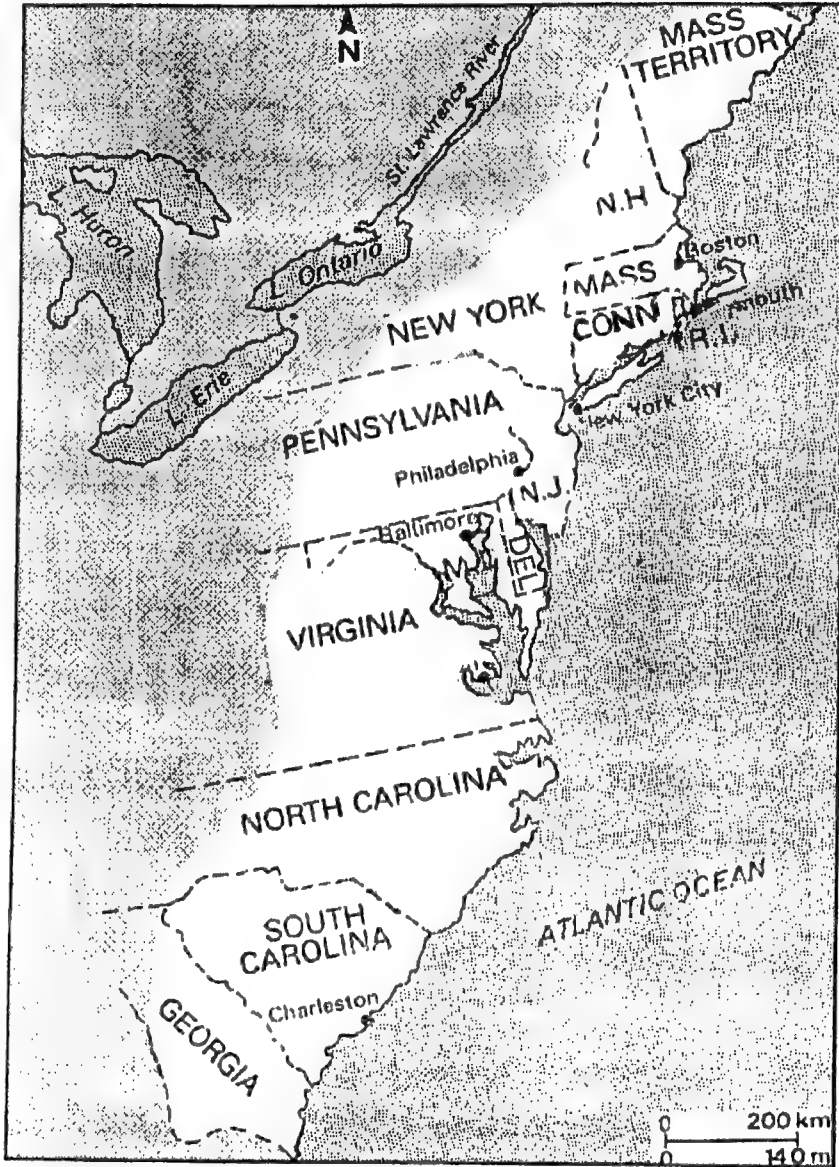 N
MASS
TERRITORY
St. Lawrence River
Huron
N.H
L. Ontario
Boston
MASS
NEW YORK
CONN
R.I.
L. Erie
New York City
PENNSYLVANIA
Philadelphia
N.J.
Baltimore
DEL
M
VIRGINIA
NORTH CAROLINA
ATLANTIC OCEAN
SOUTH
CAROLINA
Charleston
GEORGIA
0 200 km
0 140 m